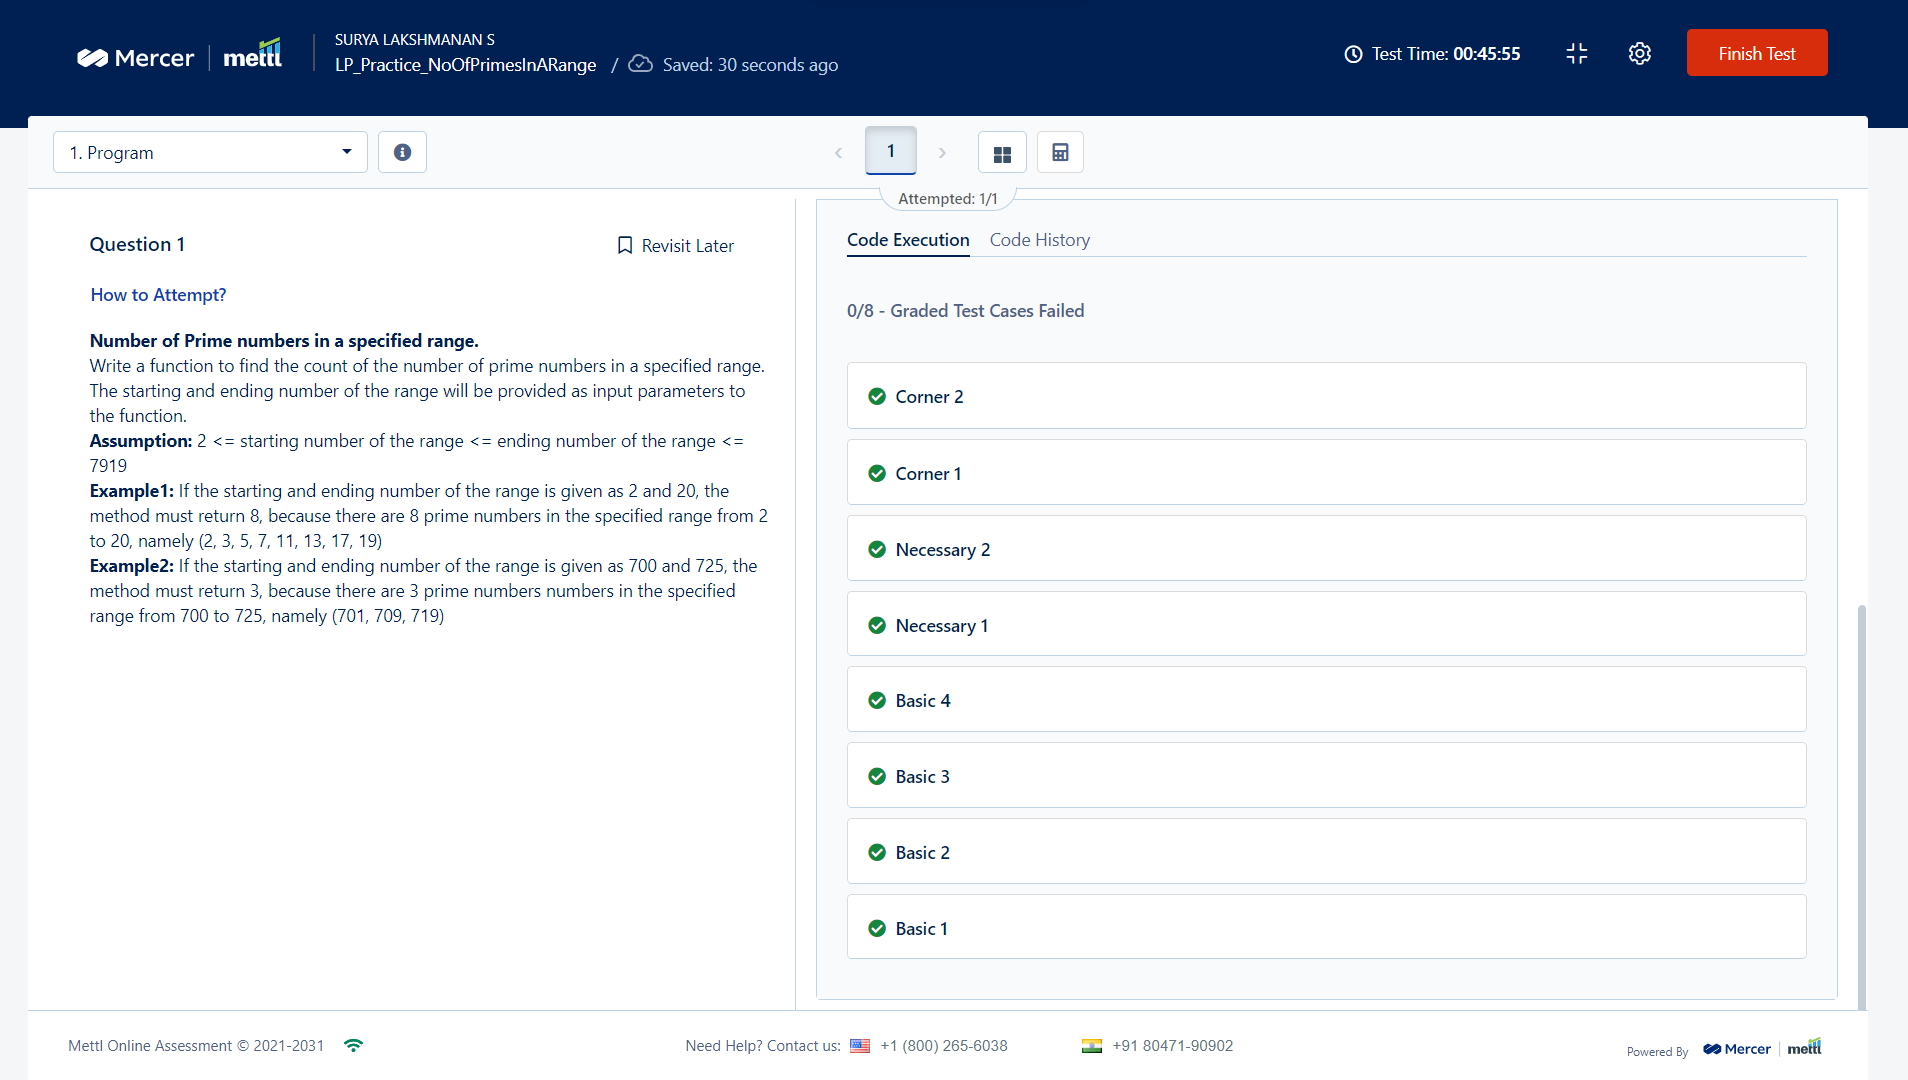 Mercer mettl
SURYA LAKSHMANAN S
LP_Practice_NoOfPrimesInARange / Saved: 30 seconds ago
Test Time: 00:45:55
Finish Test
1. Program
1
Attempted: 1/1
Question 1
Revisit Later
How to Attempt?
Number of Prime numbers in a specified range.
Write a function to find the count of the number of prime numbers in a specified range.
The starting and ending number of the range will be provided as input parameters to
the function.
Assumption: 2 <= starting number of the range <= ending number of the range <=
7919
Example1: If the starting and ending number of the range is given as 2 and 20, the
method must return 8, because there are 8 prime numbers in the specified range from 2
to 20, namely (2, 3, 5, 7, 11, 13, 17, 19)
Example2: If the starting and ending number of the range is given as 700 and 725, the
method must return 3, because there are 3 prime numbers numbers in the specified
range from 700 to 725, namely (701, 709, 719)
Code Execution Code History
0/8 - Graded Test Cases Failed
Corner 2
Corner 1
Necessary 2
Necessary 1
Basic 4
Basic 3
Basic 2
Basic 1
Mettl Online Assessment © 2021-2031
Need Help? Contact us: +1 (800) 265-6038 +91 80471-90902
Powered By Mercer mettl